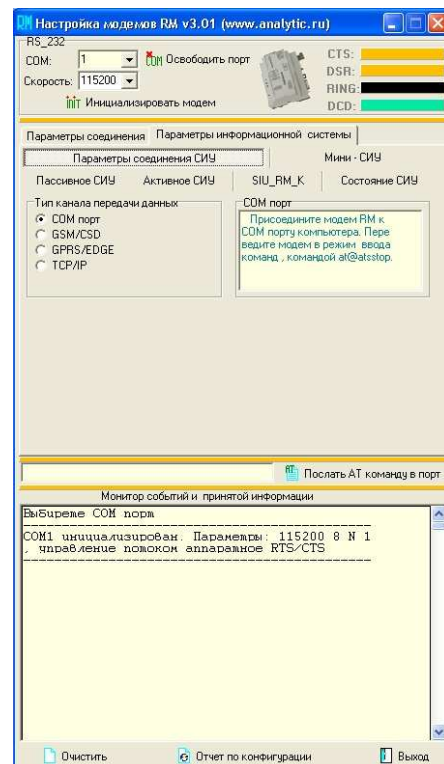 Настройка модемов RM v3.01 (www.analytic.ru)
RS_232
COM: 1 COM Освободить порт
Скорость: 115200
init Инициализировать модем
CTS:
DSR:
RING:
DCD:
Параметры соединения Параметры информационной системы
Параметры соединения СИУ Мини - СИУ
Пассивное СИУ Активное СИУ SIU_RM_K Состояние СИУ
Тип канала передачи данных
COM порт
GSM/CSD
GPRS/EDGE
TCP/IP
COM порт
Присоедините модем RM к
COM порту компьютера. Пере
ведите модем в режим ввода
команд , командой at@atsstop.
AT Послать АТ команду в порт
Монитор событий и принятой информации
Выберете COM порт
COM1 инициализирован. Параметры: 115200 8 N 1
, управление потоком аппаратное RTS/CTS
Очистить Отчет по конфигурации Выход